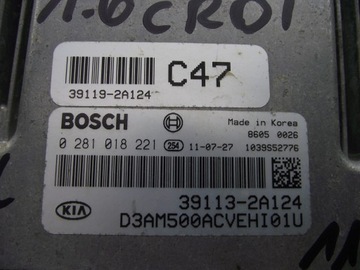 1.6CRDI
C47
39119-2A124
BOSCH
Made in Korea
8605 0026
0 281 018 221 254 11-07-27 1039S52776
39113-2A124
KIA
D3AM500ACVEHI01U